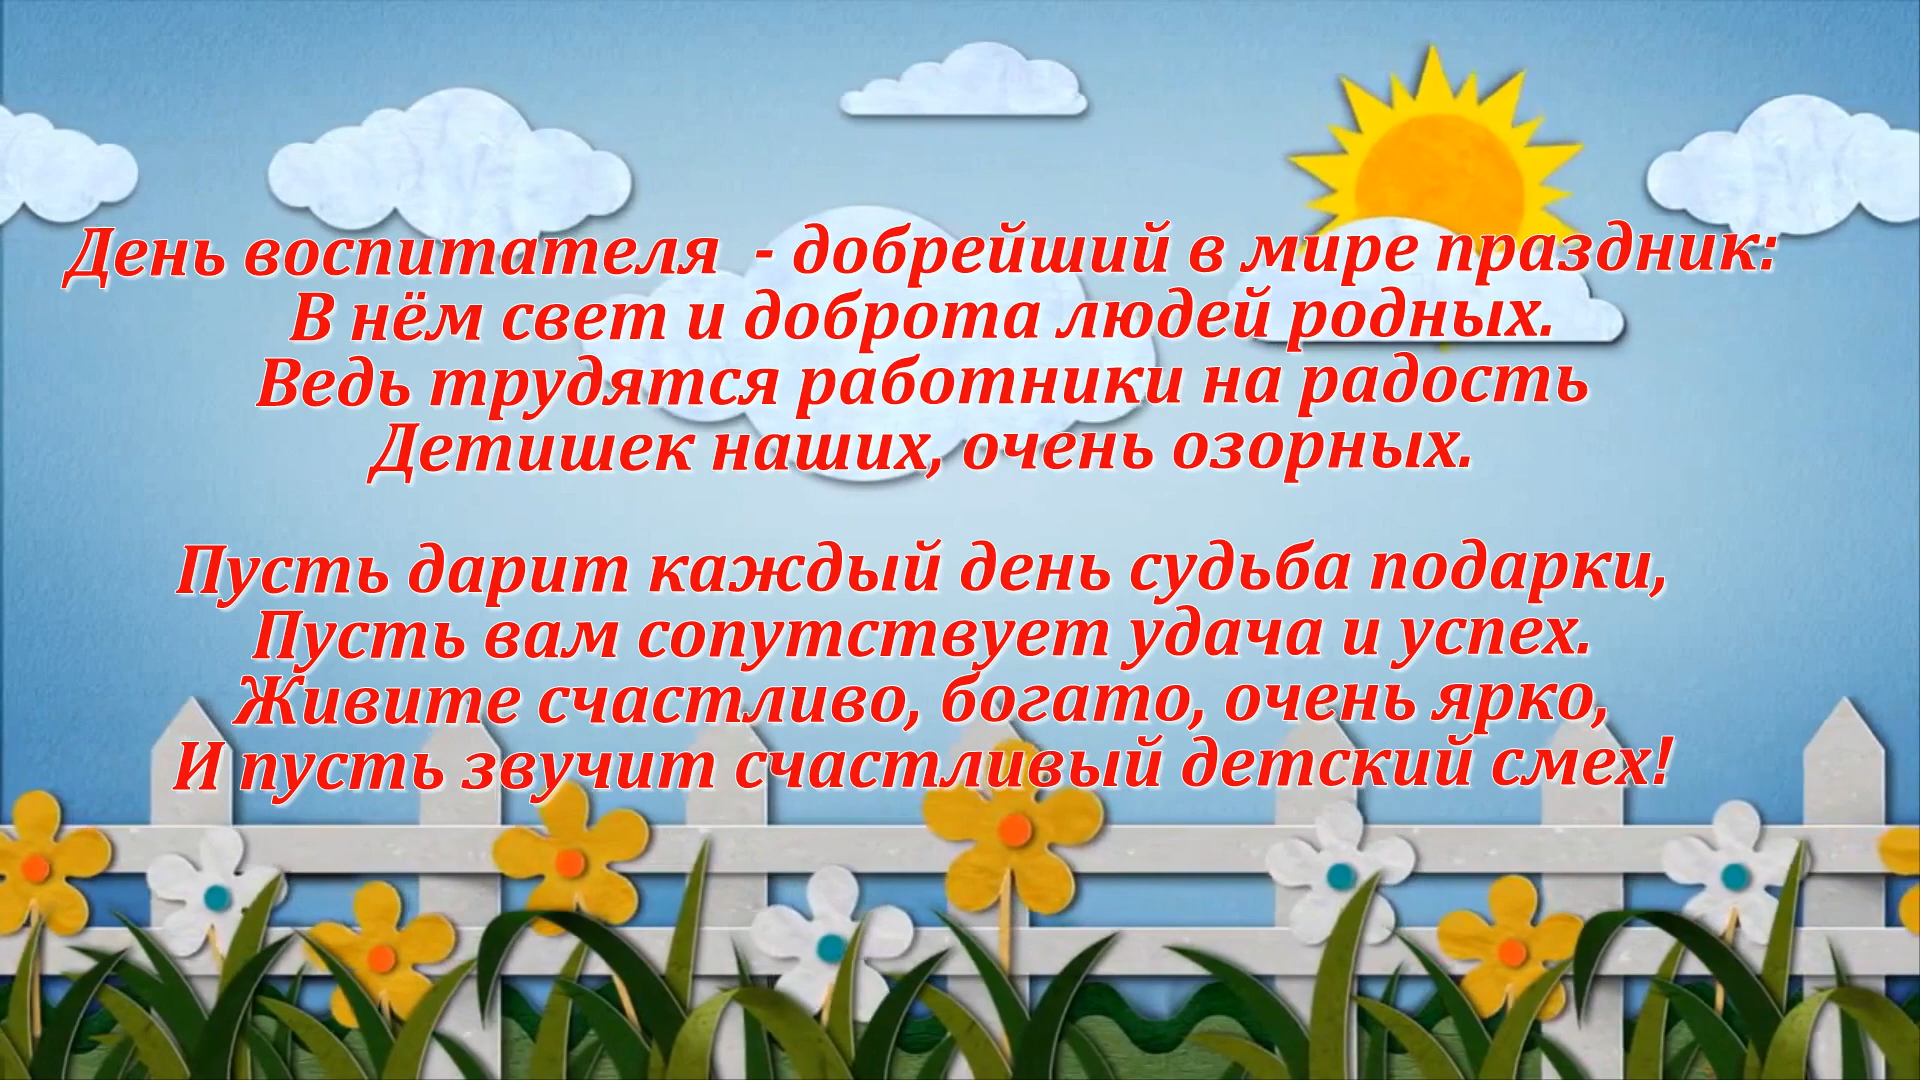 День воспитателя - добрейший в мире праздник:
В нём свет и доброта людей родных.
Ведь трудятся работники на радость
Детишек наших, очень озорных.
Пусть дарит каждый день судьба подарки,
Пусть вам сопутствует удача и успех.
Живите счастливо, богато, очень ярко,
И пусть звучит счастливый детский смех!